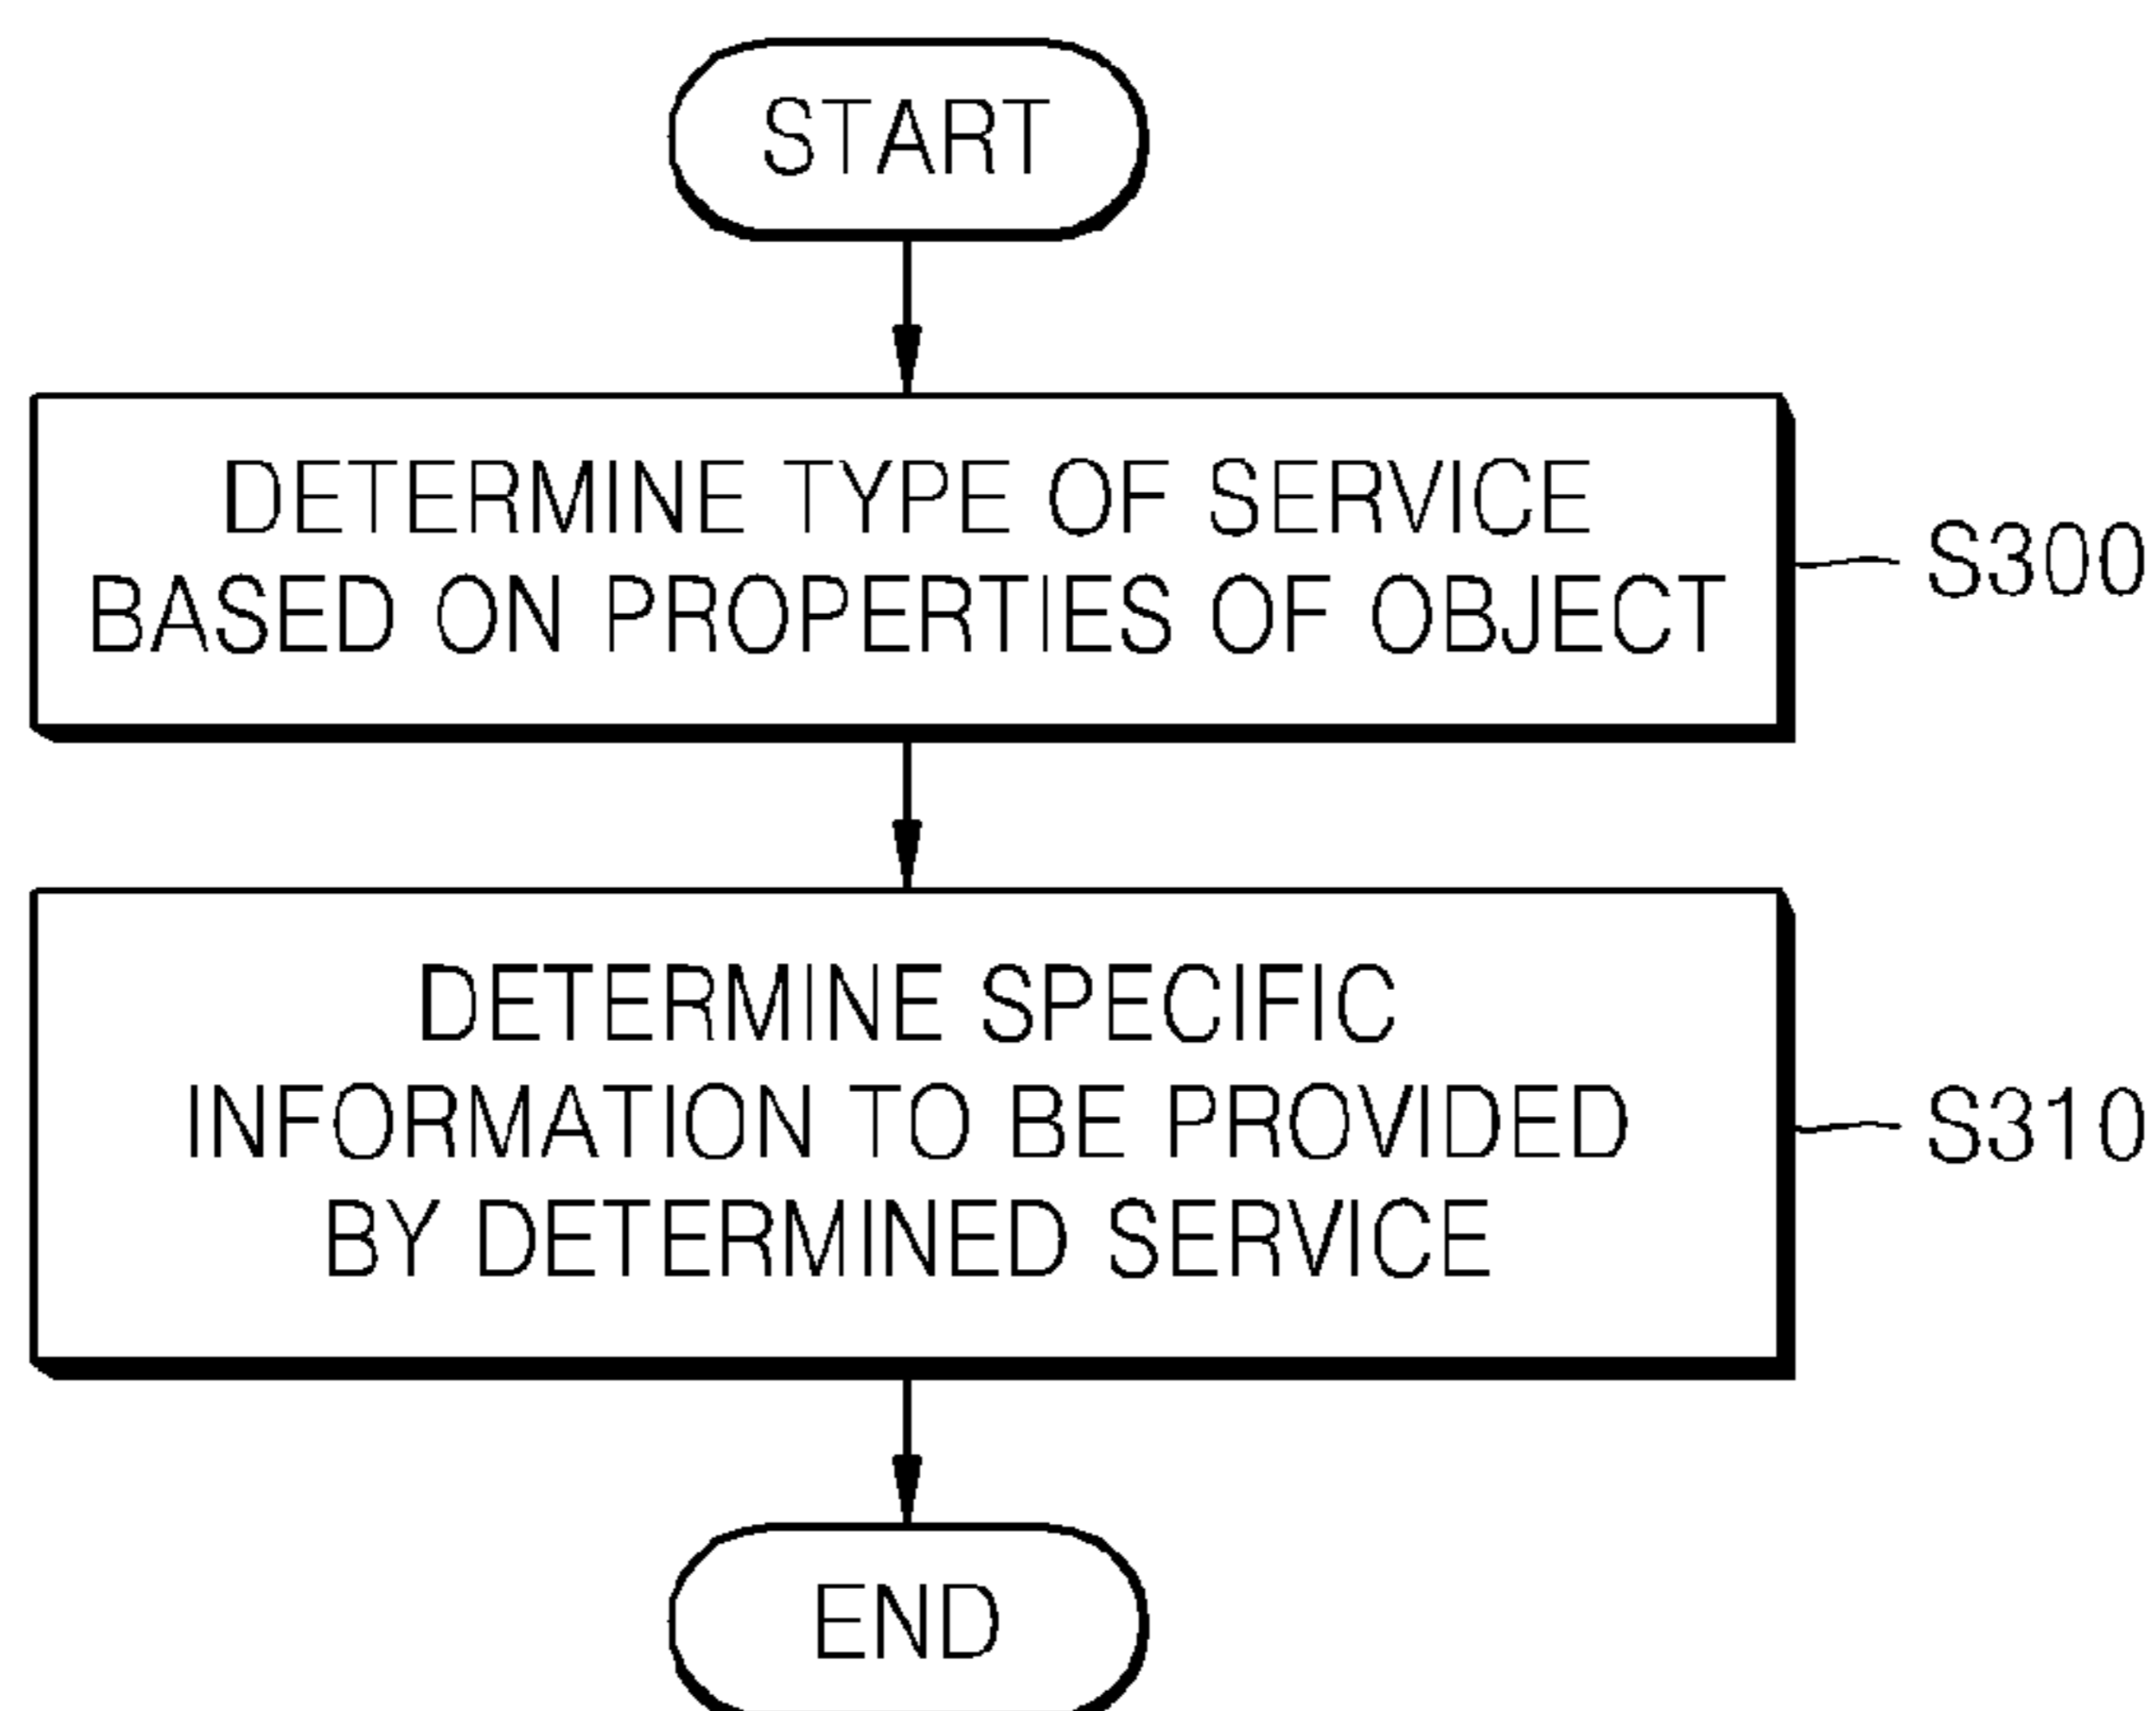 START
DETERMINE TYPE OF SERVICE
BASED ON PROPERTIES OF OBJECT
S300
DETERMINE SPECIFIC
INFORMATION TO BE PROVIDED
BY DETERMINED SERVICE
S310
END